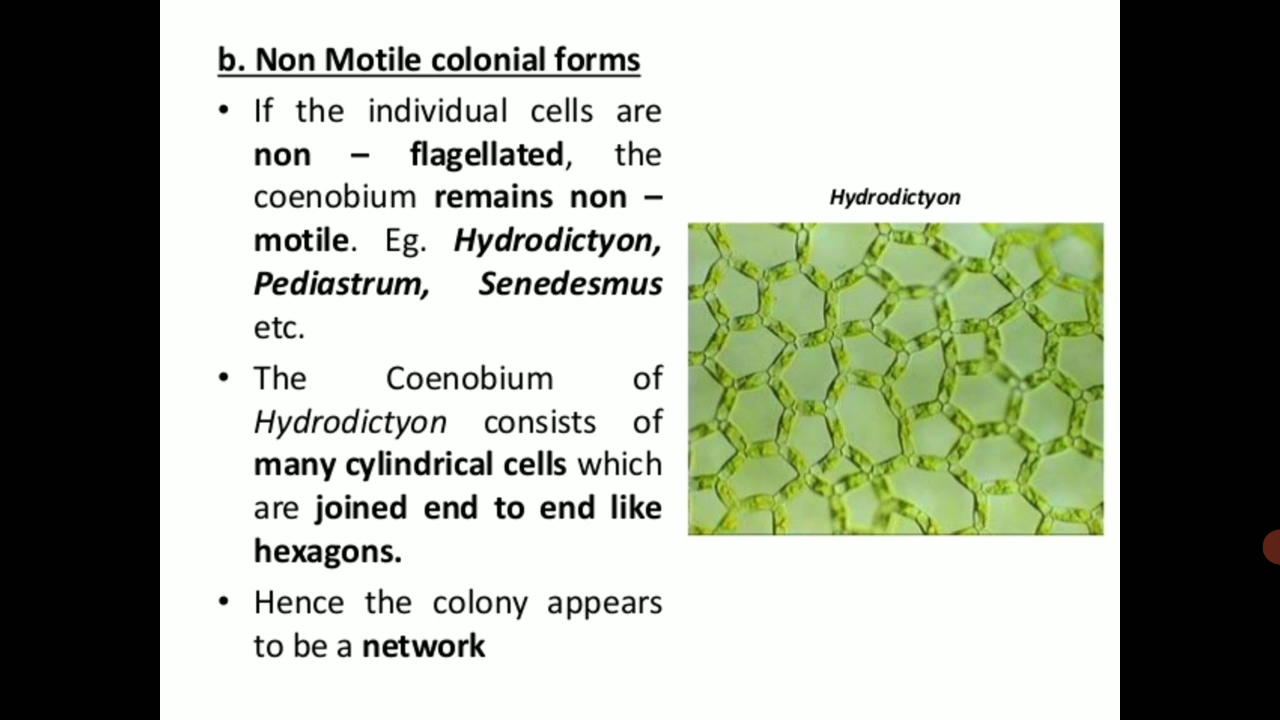 b. Non Motile colonial forms
• If the individual cells are
non – flagellated, the
coenobium remains non –
motile. Eg. Hydrodictyon,
Pediastrum, Senedesmus
etc.
• The Coenobium of
Hydrodictyon consists of
many cylindrical cells which
are joined end to end like
hexagons.
• Hence the colony appears
to be a network
Hydrodictyon